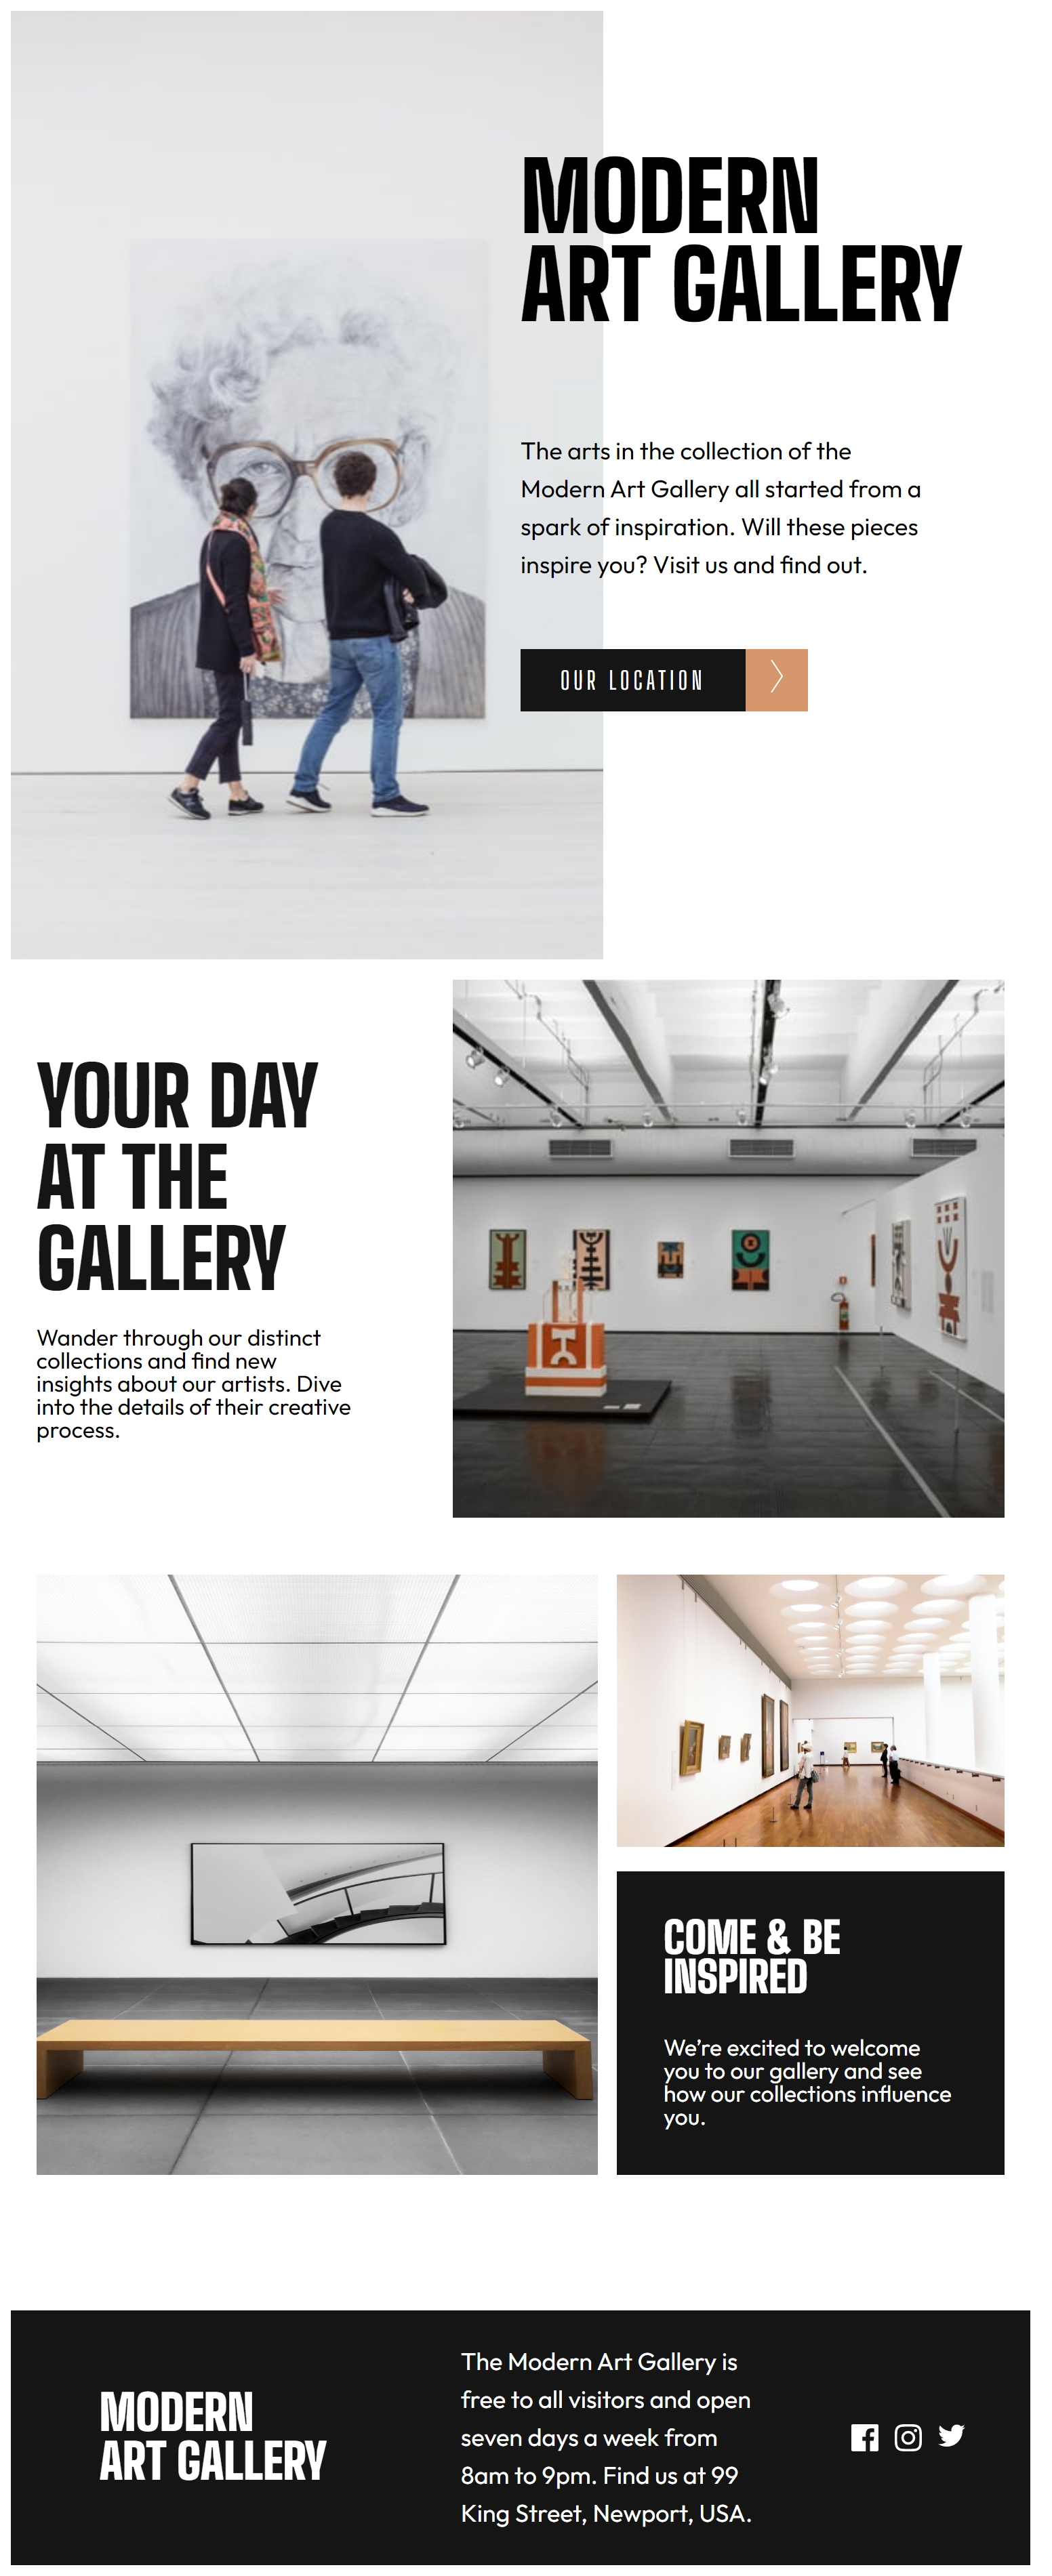 MODERN
ART GALLERY
The arts in the collection of the
Modern Art Gallery all started from a
spark of inspiration. Will these pieces
inspire you? Visit us and find out.
OUR LOCATION
YOUR DAY
AT THE
GALLERY
Wander through our distinct
collections and find new
insights about our artists. Dive
into the details of their creative
process.
COME & BE
INSPIRED
We’re excited to welcome
you to our gallery and see
how our collections influence
you.
MODERN
ART GALLERY
The Modern Art Gallery is
free to all visitors and open
seven days a week from
8am to 9pm. Find us at 99
King Street, Newport, USA.